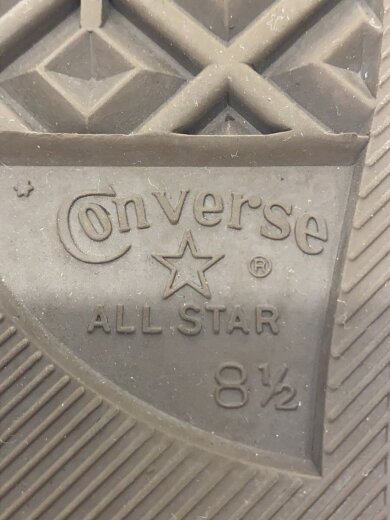 Converse
®
ALL STAR
8½